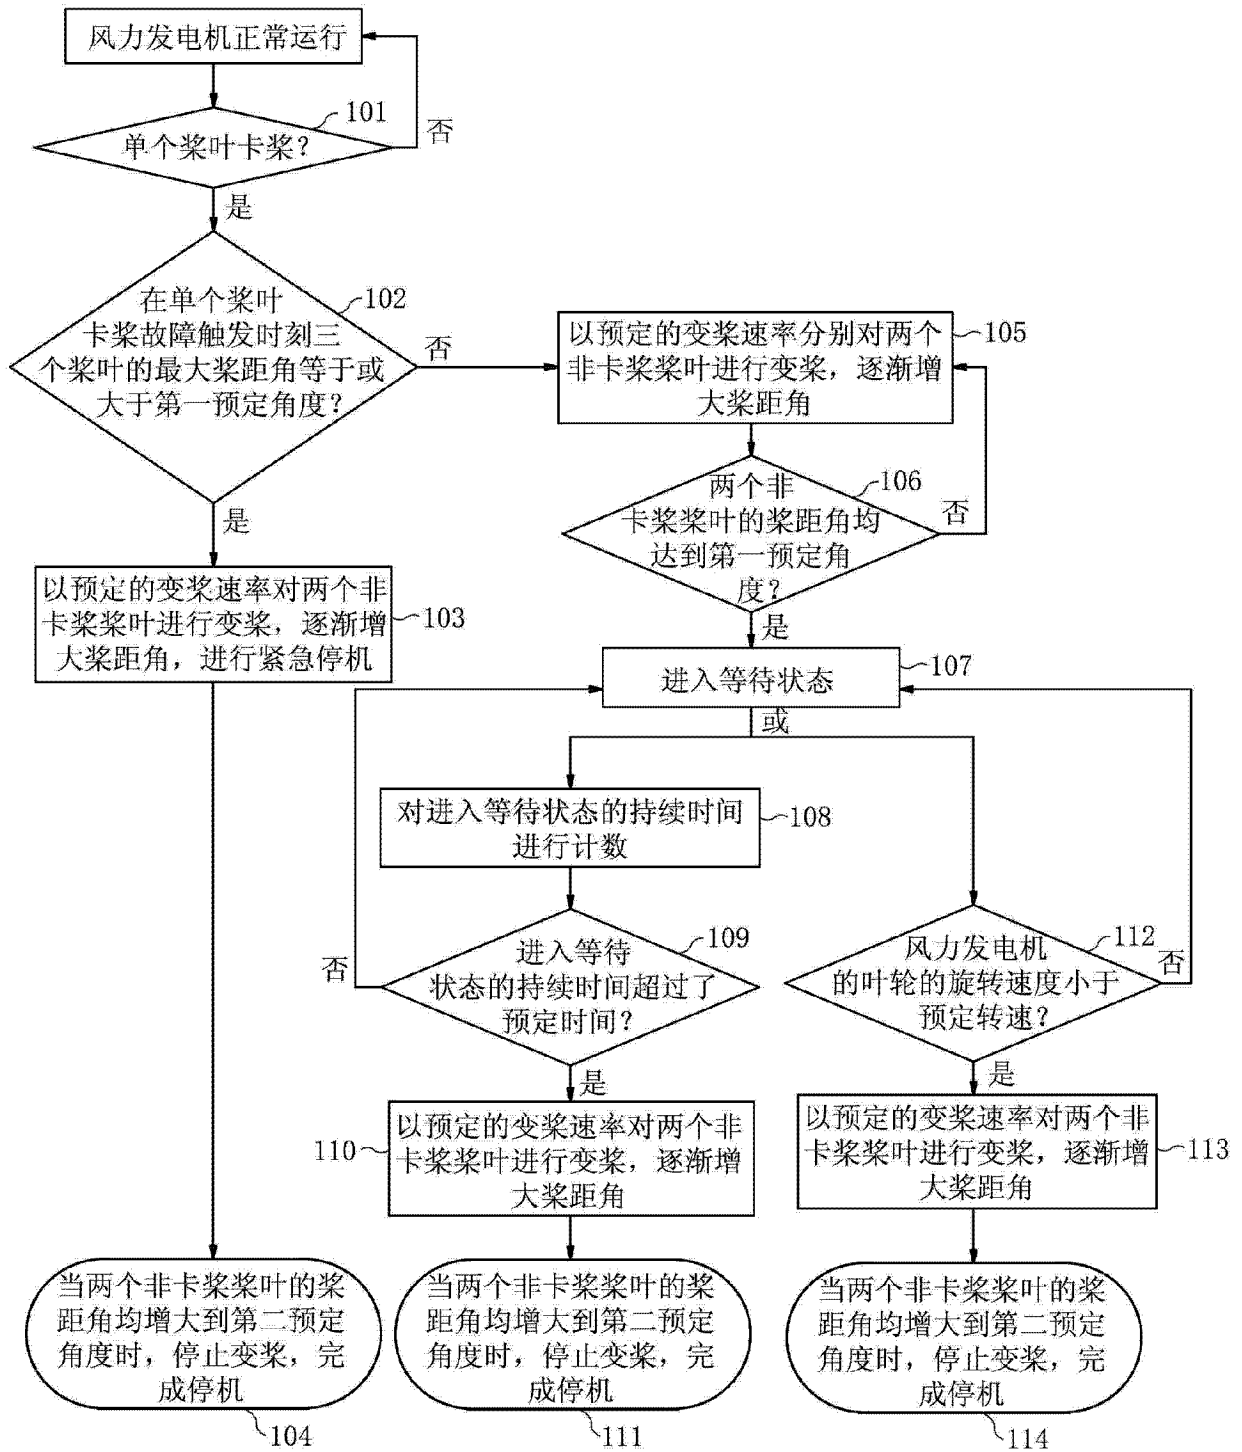 风力发电机正常运行
101
单个桨叶卡桨？
否
是
在单个桨叶
卡桨故障触发时刻三
个桨叶的最大桨距角等于或
大于第一预定角度？
102
否
是
以预定的变桨速率分别对两个
非卡桨桨叶进行变桨，逐渐增
大桨距角
105
两个非
卡桨桨叶的桨距角均
达到第一预定角
度？
106
否
是
以预定的变桨速率对两个非
卡桨桨叶进行变桨，逐渐增
大桨距角，进行紧急停机
103
进入等待状态
107
或
对进入等待状态的持续时间
进行计数
108
进入等待
状态的持续时间超过了
预定时间？
109
否
是
风力发电机
的叶轮的旋转速度小于
预定转速？
112
否
是
以预定的变桨速率对两个非
卡桨桨叶进行变桨，逐渐增
大桨距角
110
以预定的变桨速率对两个非
卡桨桨叶进行变桨，逐渐增
大桨距角
113
当两个非卡桨桨叶的桨
距角均增大到第二预定
角度时，停止变桨，完
成停机
104
当两个非卡桨桨叶的桨
距角均增大到第二预定
角度时，停止变桨，完
成停机
111
当两个非卡桨桨叶的桨
距角均增大到第二预定
角度时，停止变桨，完
成停机
114